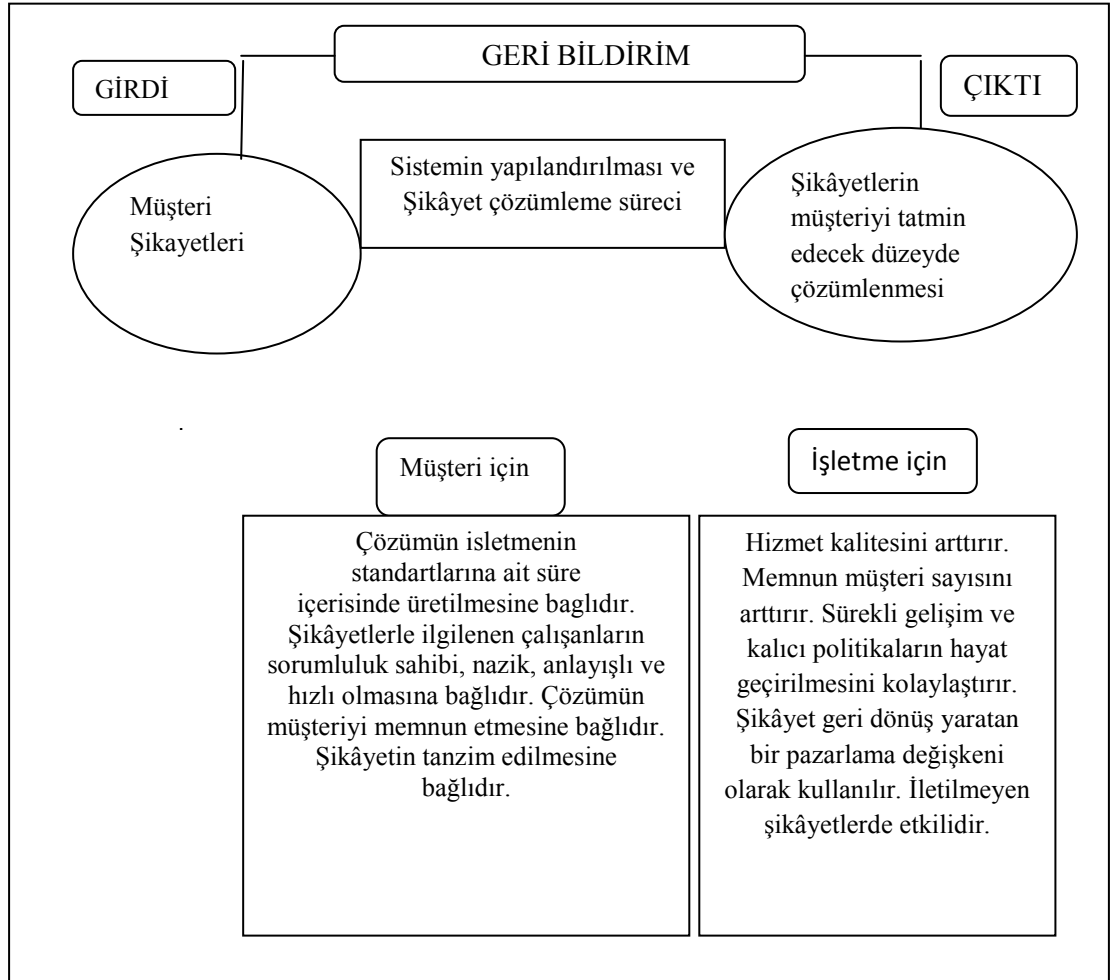 GERİ BİLDİRİM
GİRDİ
ÇIKTI
Müşteri
Şikayetleri
Sistemin yapılandırılması ve
Şikâyet çözümleme süreci
Şikâyetlerin
müşteriyi tatmin
edecek düzeyde
çözümlenmesi
.
Müşteri için
Çözümün isletmenin
standartlarına ait süre
içerisinde üretilmesine baglıdır.
Şikâyetlerle ilgilenen çalışanların
sorumluluk sahibi, nazik, anlayışlı ve
hızlı olmasına bağlıdır. Çözümün
müşteriyi memnun etmesine bağlıdır.
Şikâyetin tanzim edilmesine
bağlıdır.
İşletme için
Hizmet kalitesini arttırır.
Memnun müşteri sayısını
arttırır. Sürekli gelişim ve
kalıcı politikaların hayat
geçirilmesini kolaylaştırır.
Şikâyet geri dönüş yaratan
bir pazarlama değişkeni
olarak kullanılır. İletilmeyen
şikâyetlerde etkilidir.